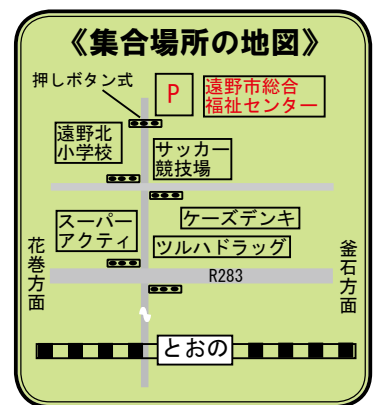 《集合場所の地図》
押しボタン式
P
遠野市総合
福祉センター
遠野北
小学校
サッカー
競技場
スーパー
アクティ
ケーズデンキ
ツルハドラッグ
花巻方面
釜石方面
R283
とおの